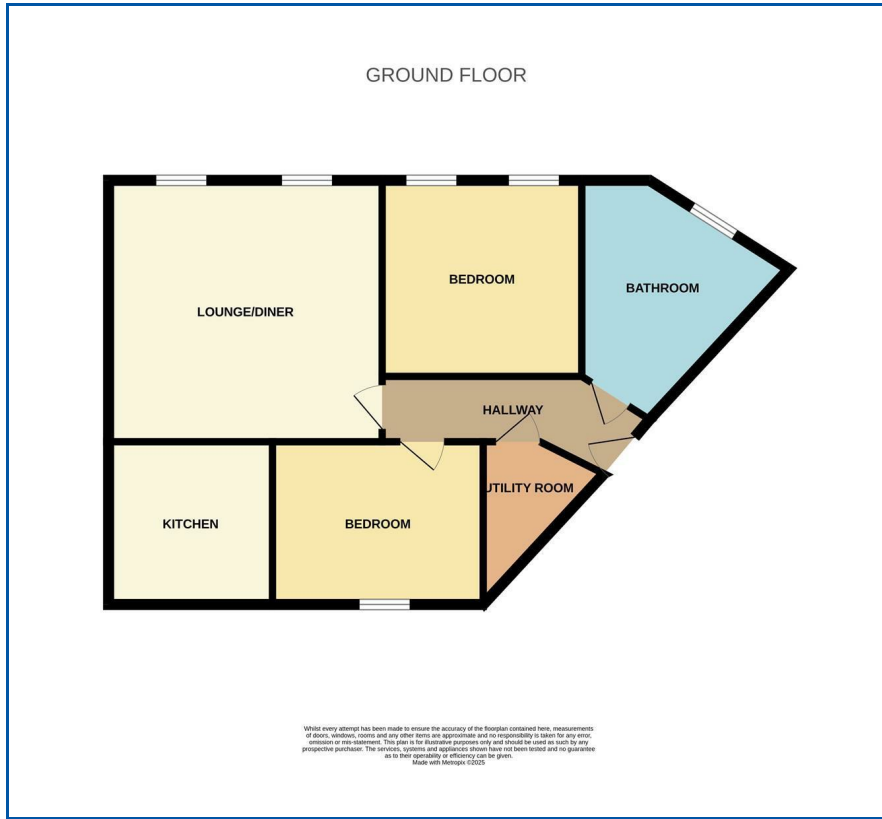 GROUND FLOOR
LOUNGE/DINER
BEDROOM
BATHROOM
HALLWAY
UTILITY ROOM
KITCHEN
BEDROOM
Whilst every attempt has been made to ensure the accuracy of the floorplan contained here, measurements
of doors, windows, rooms and any other items are approximate and no responsibility is taken for any error,
omission or mis-statement. This plan is for illustrative purposes only and should be used as such by any
prospective purchaser. The services, systems and appliances shown have not been tested and no guarantee
as to their operability or efficiency can be given.
Made with Metropix ©2025